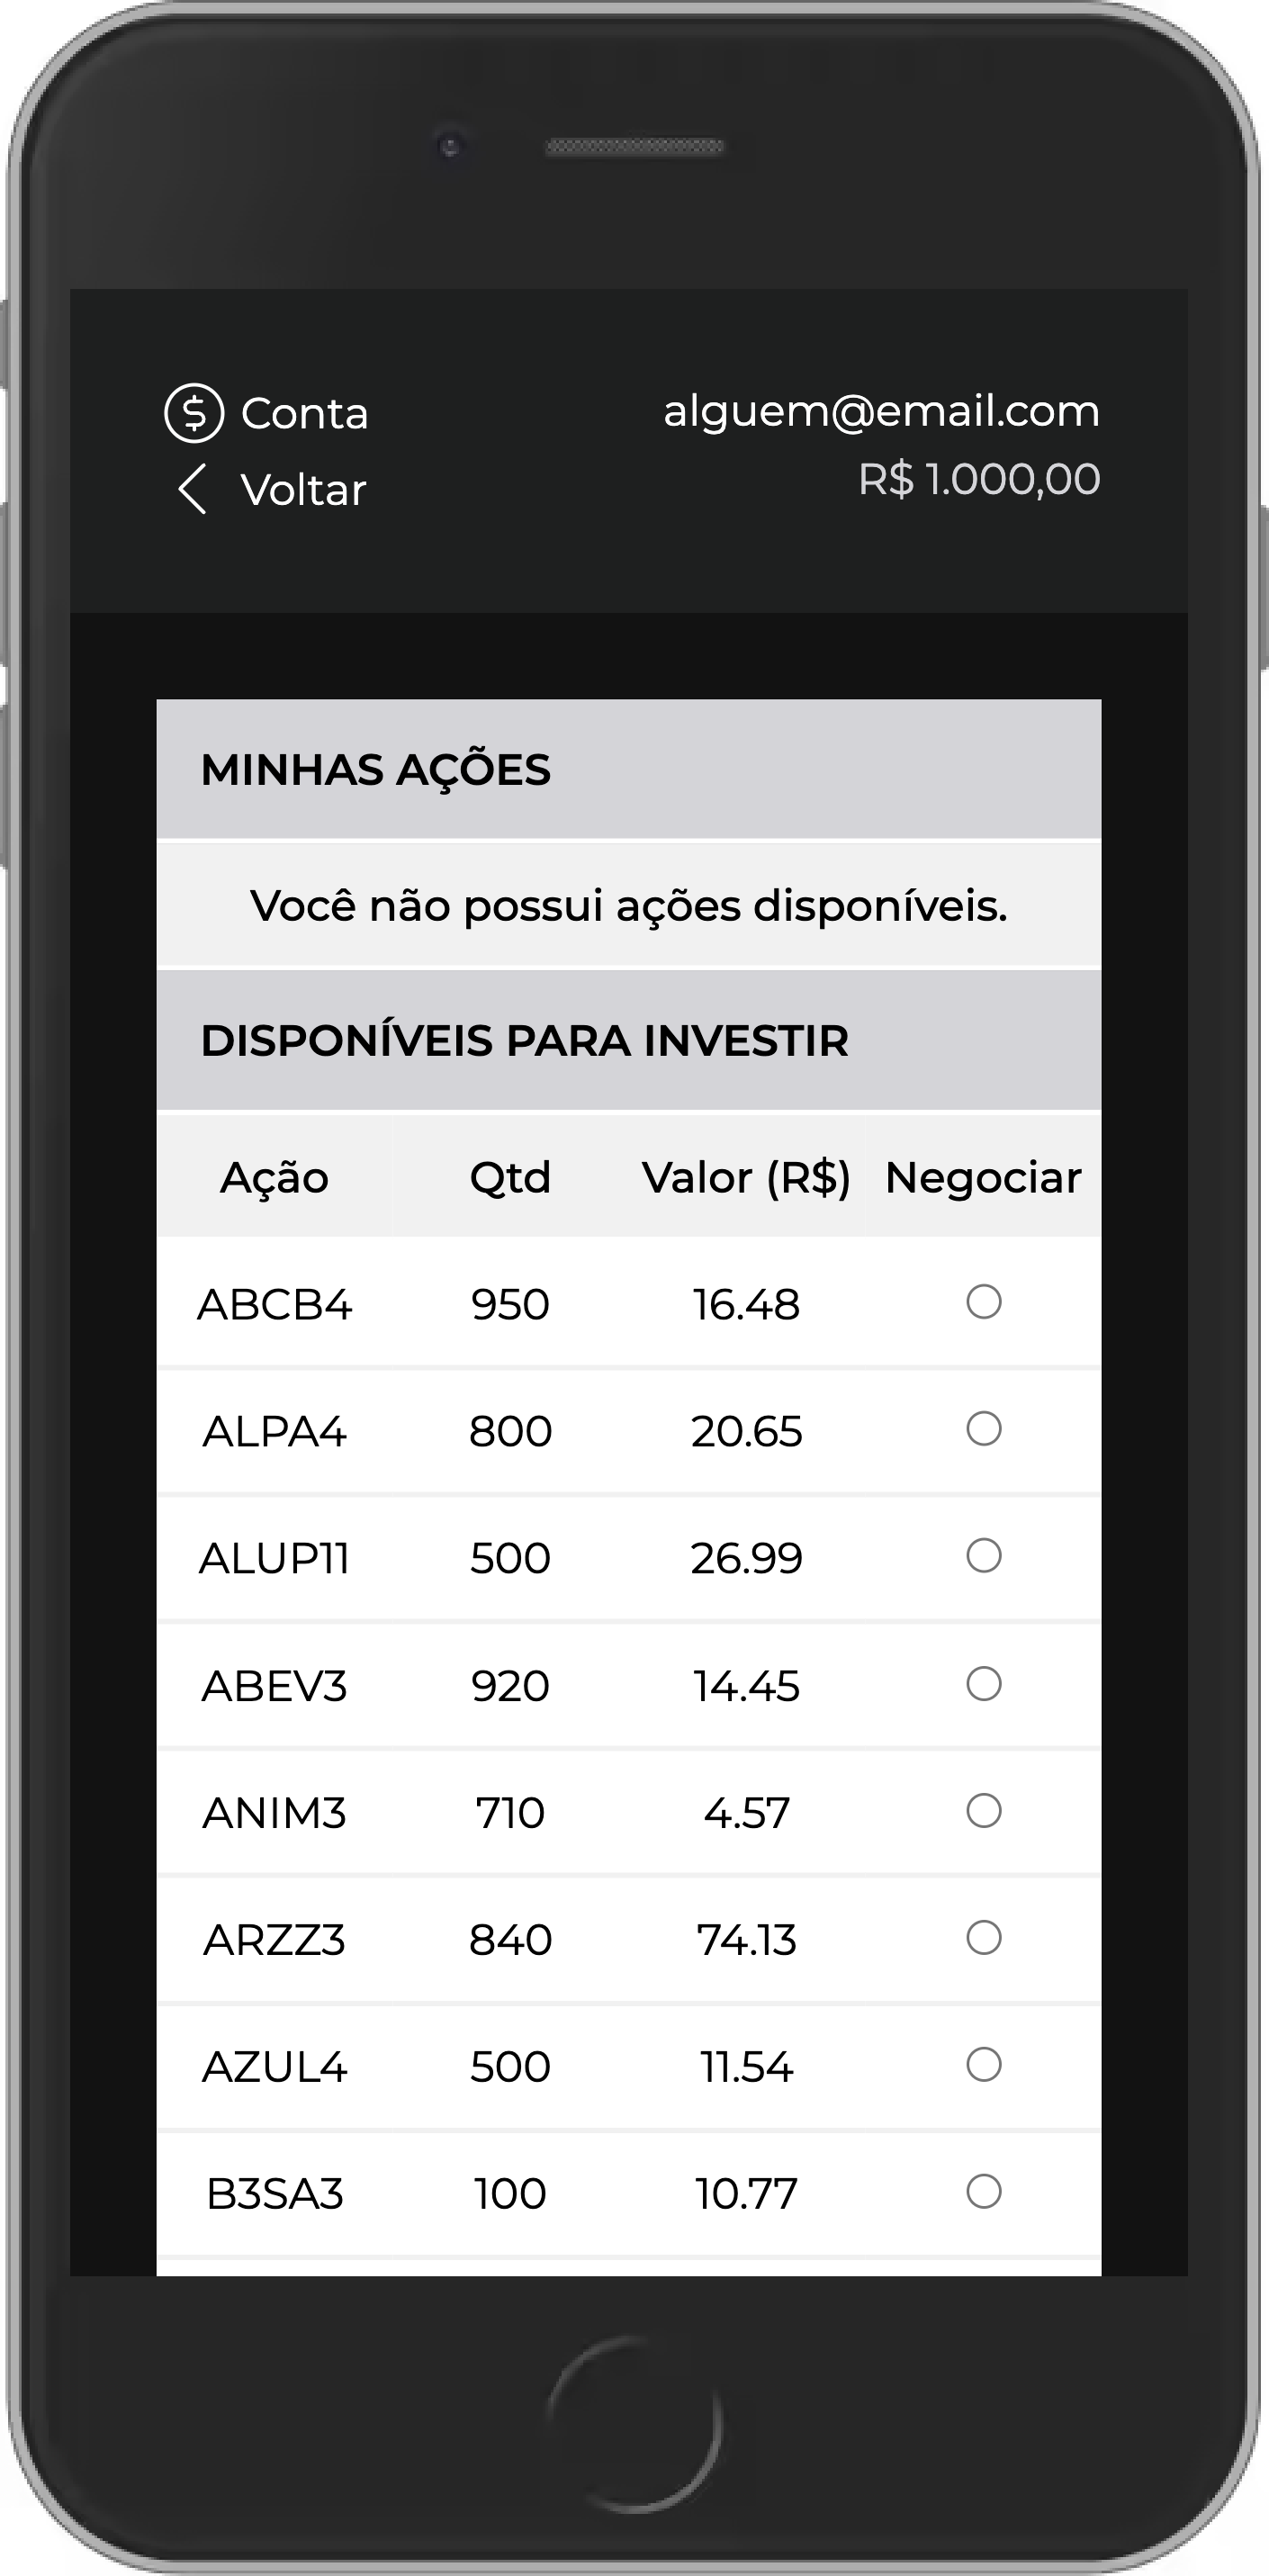 Conta
alguem@email.com
Voltar
R$ 1.000,00
MINHAS AÇÕES
Você não possui ações disponíveis.
DISPONÍVEIS PARA INVESTIR
Ação Qtd Valor (R$) Negociar
ABCB4 950 16.48
ALPA4 800 20.65
ALUP11 500 26.99
ABEV3 920 14.45
ANIM3 710 4.57
ARZZ3 840 74.13
AZUL4 500 11.54
B3SA3 100 10.77